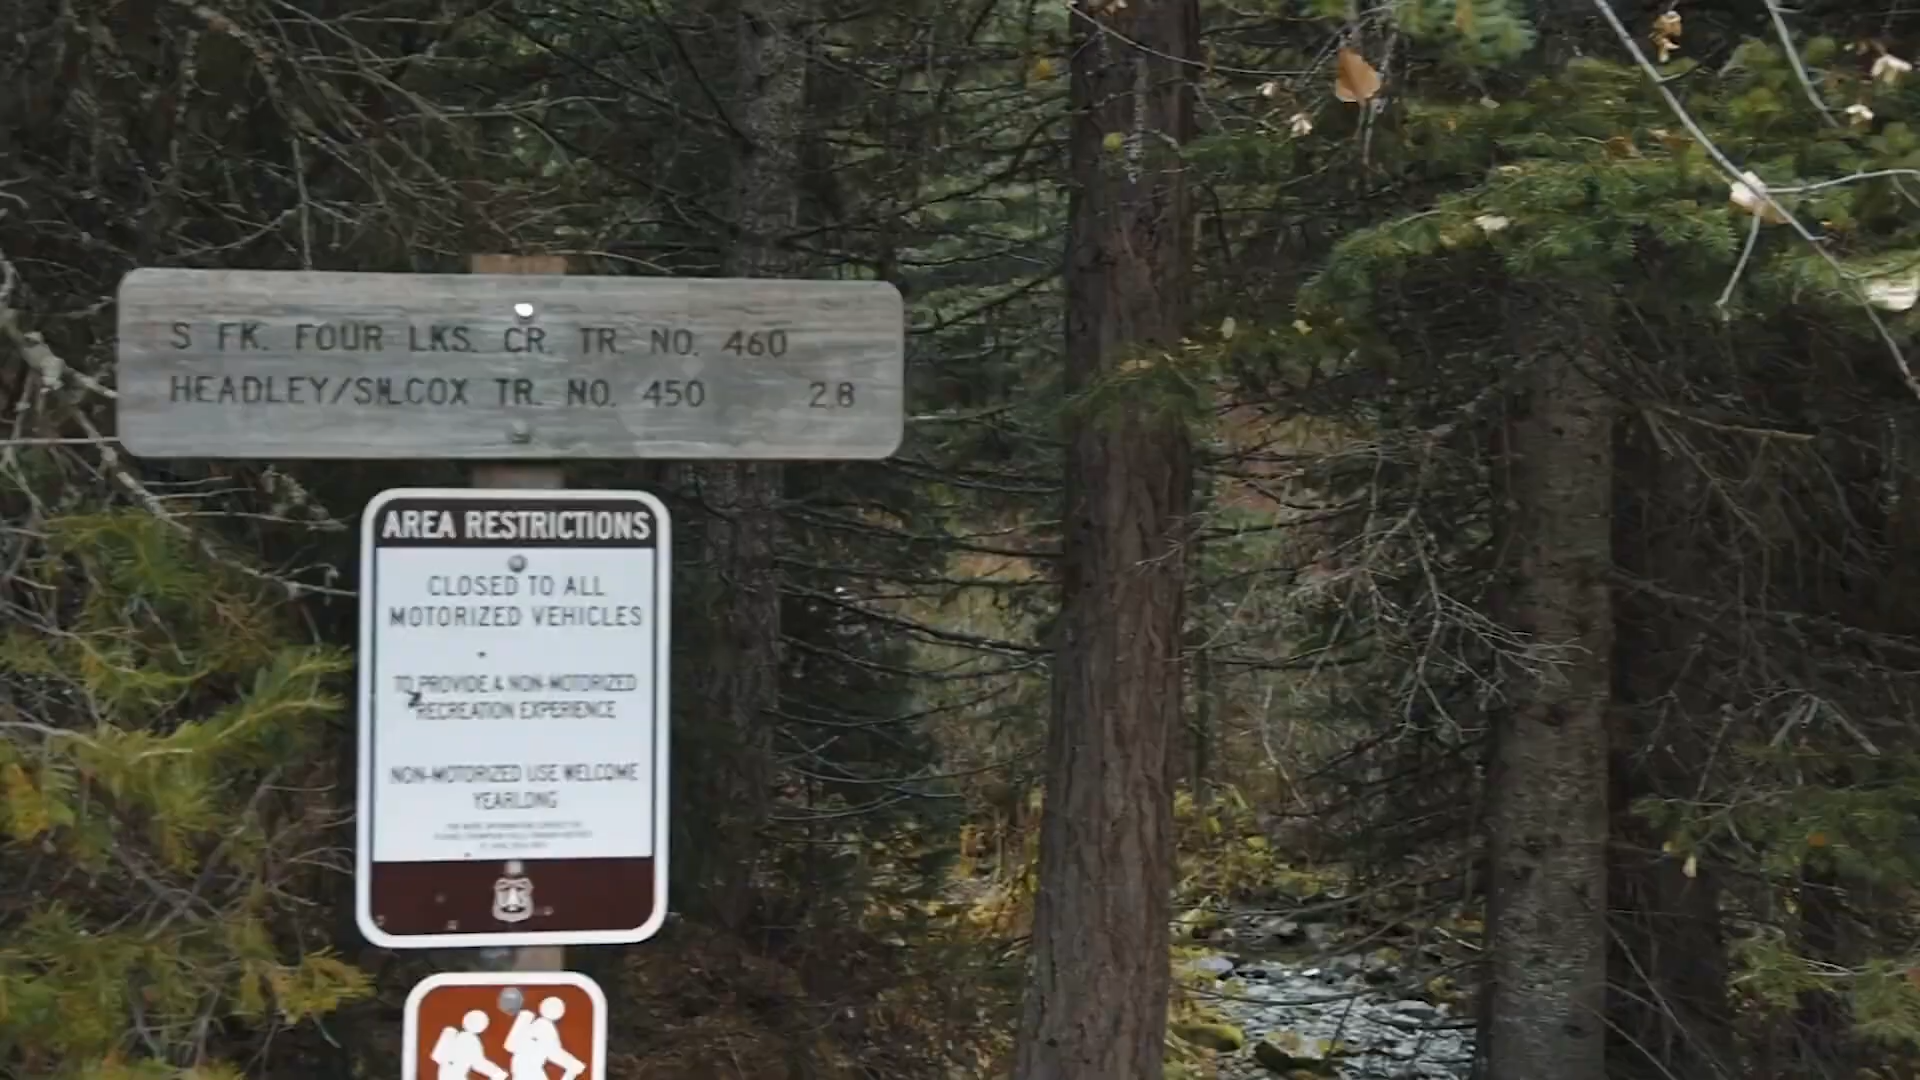 S FK. FOUR LKS. CR. TR. NO. 460
HEADLEY/SILCOX TR. NO. 450 2.8
AREA RESTRICTIONS
CLOSED TO ALL
MOTORIZED VEHICLES
TO PROVIDE A NON-MOTORIZED
RECREATION EXPERIENCE
NON-MOTORIZED USE WELCOME
YEARLONG